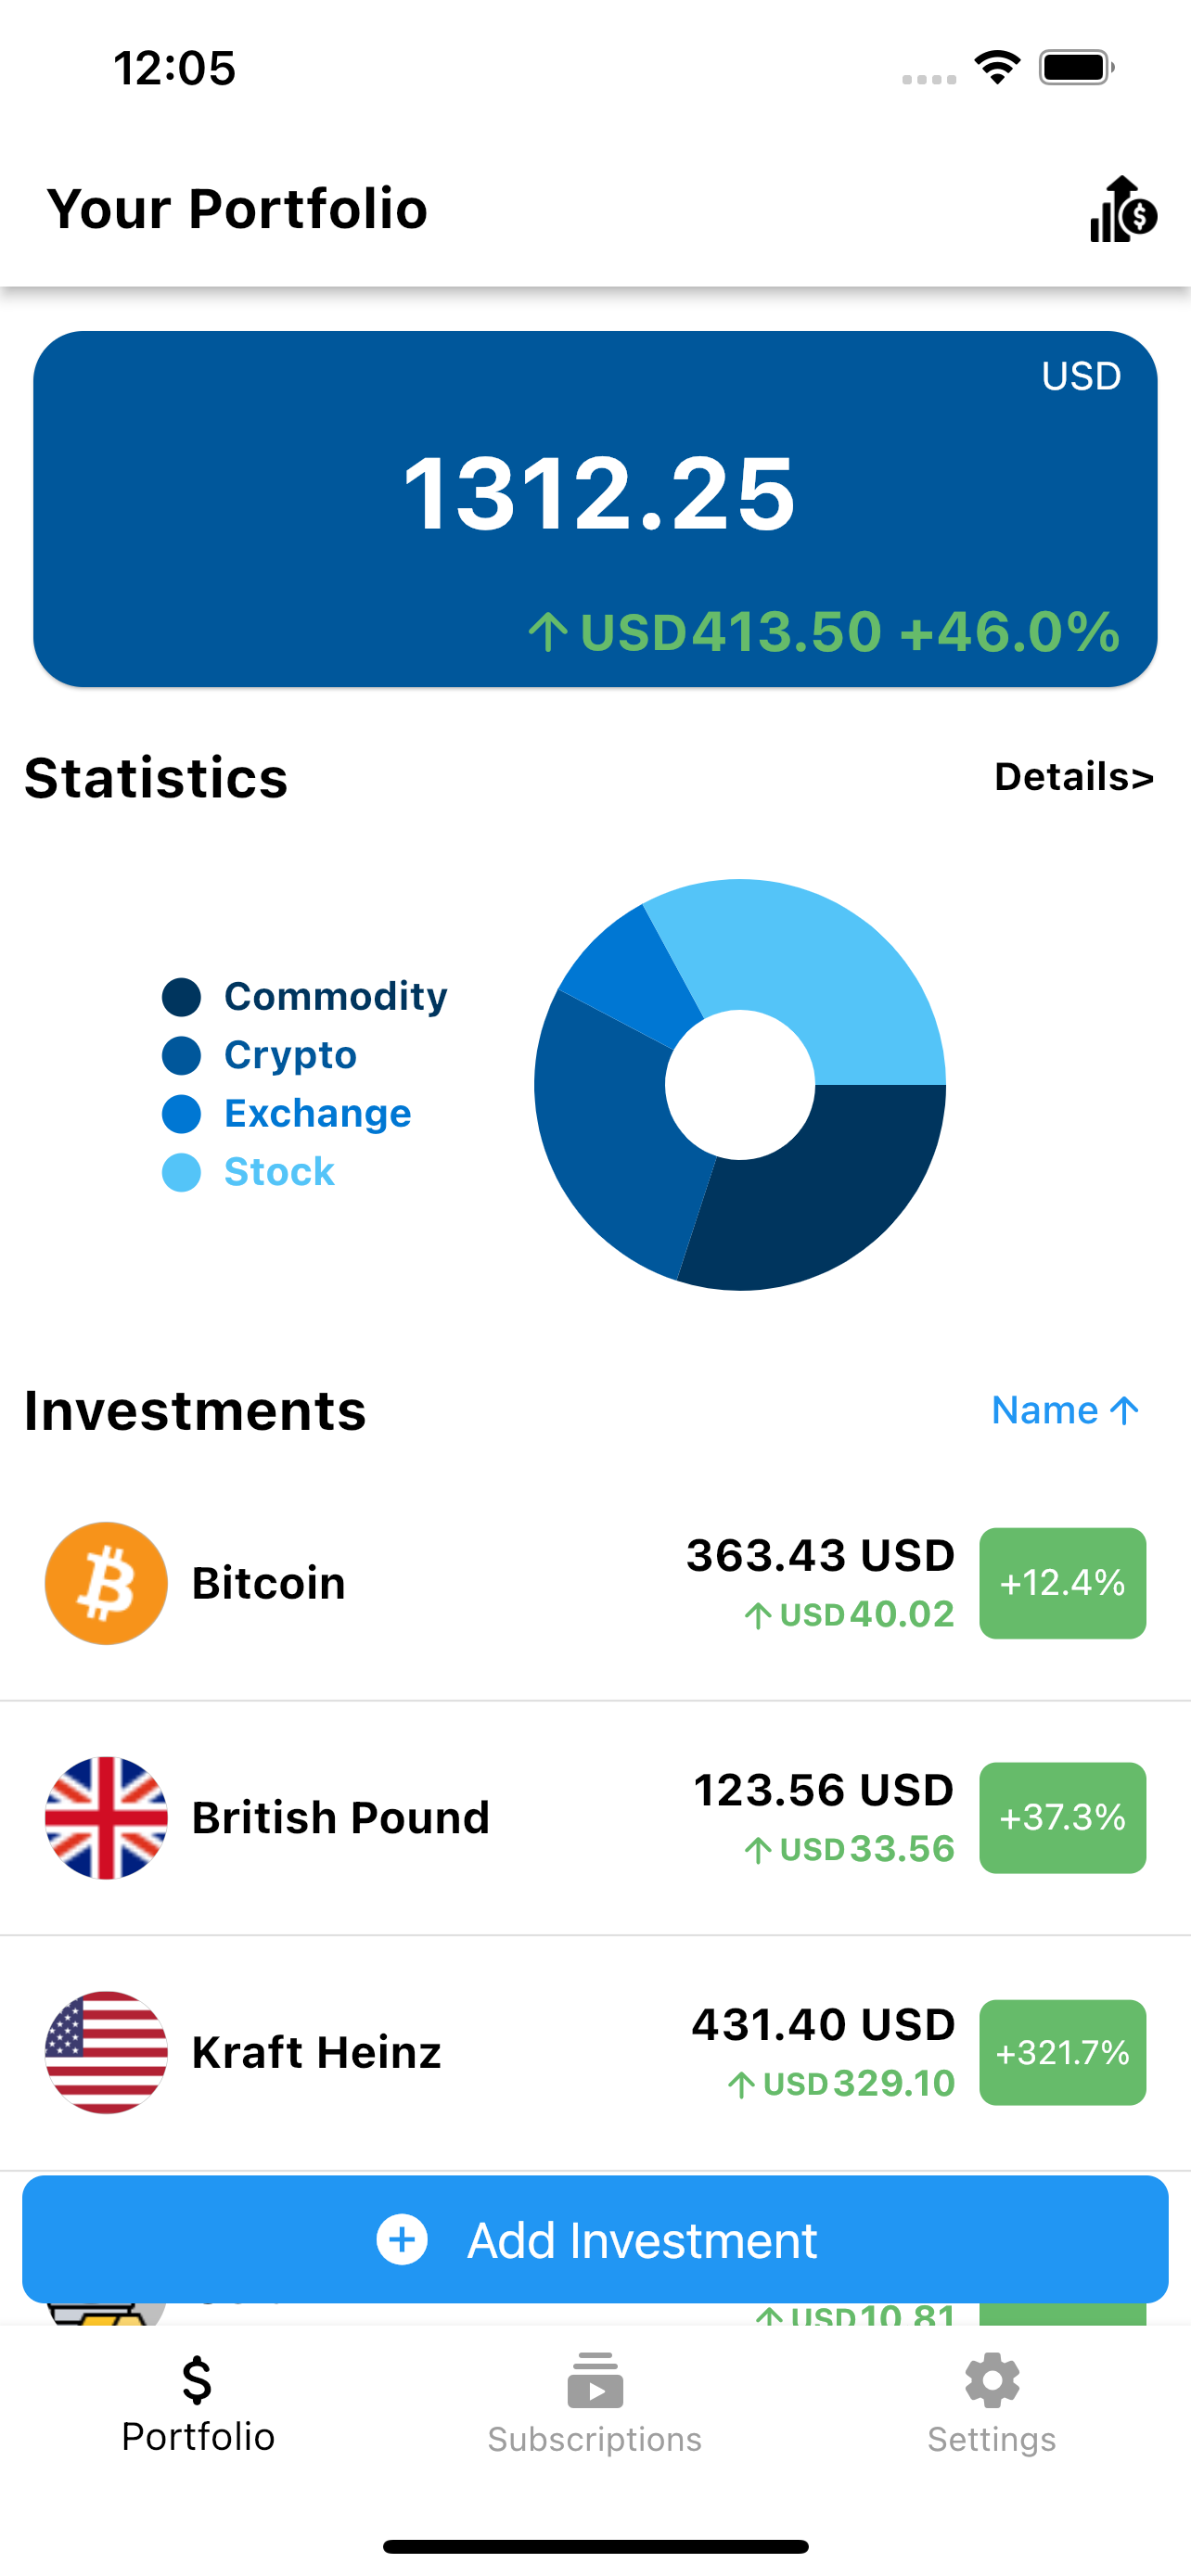 12:05
Your Portfolio
$
USD
1312.25
↑ USD413.50 +46.0%
Statistics
Details>
Commodity
Crypto
Exchange
Stock
Investments
Name ↑
Bitcoin
363.43 USD
↑ USD40.02
+12.4%
British Pound
123.56 USD
↑ USD33.56
+37.3%
Kraft Heinz
431.40 USD
↑ USD329.10
+321.7%
Add Investment
↑ USD10.81
$
Portfolio
Subscriptions
Settings